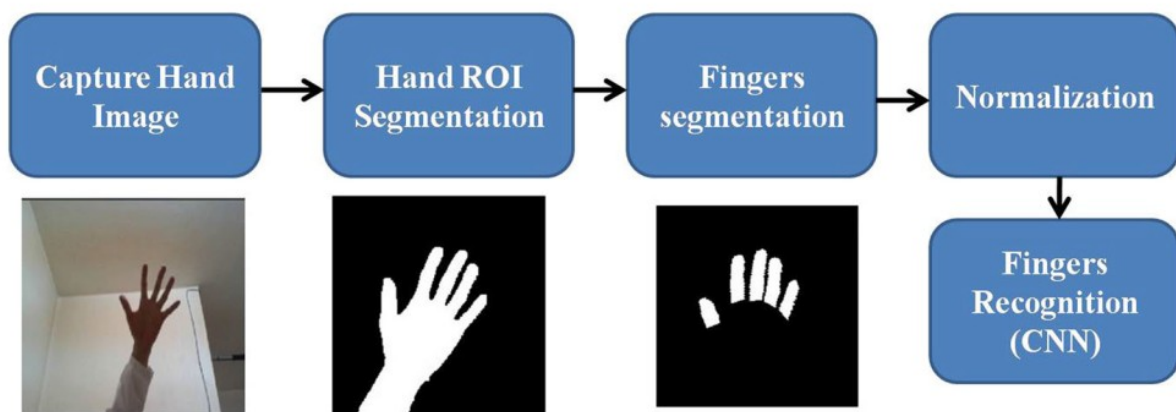 Capture Hand
Image
Hand ROI
Segmentation
Fingers
segmentation
Normalization
Fingers
Recognition
(CNN)